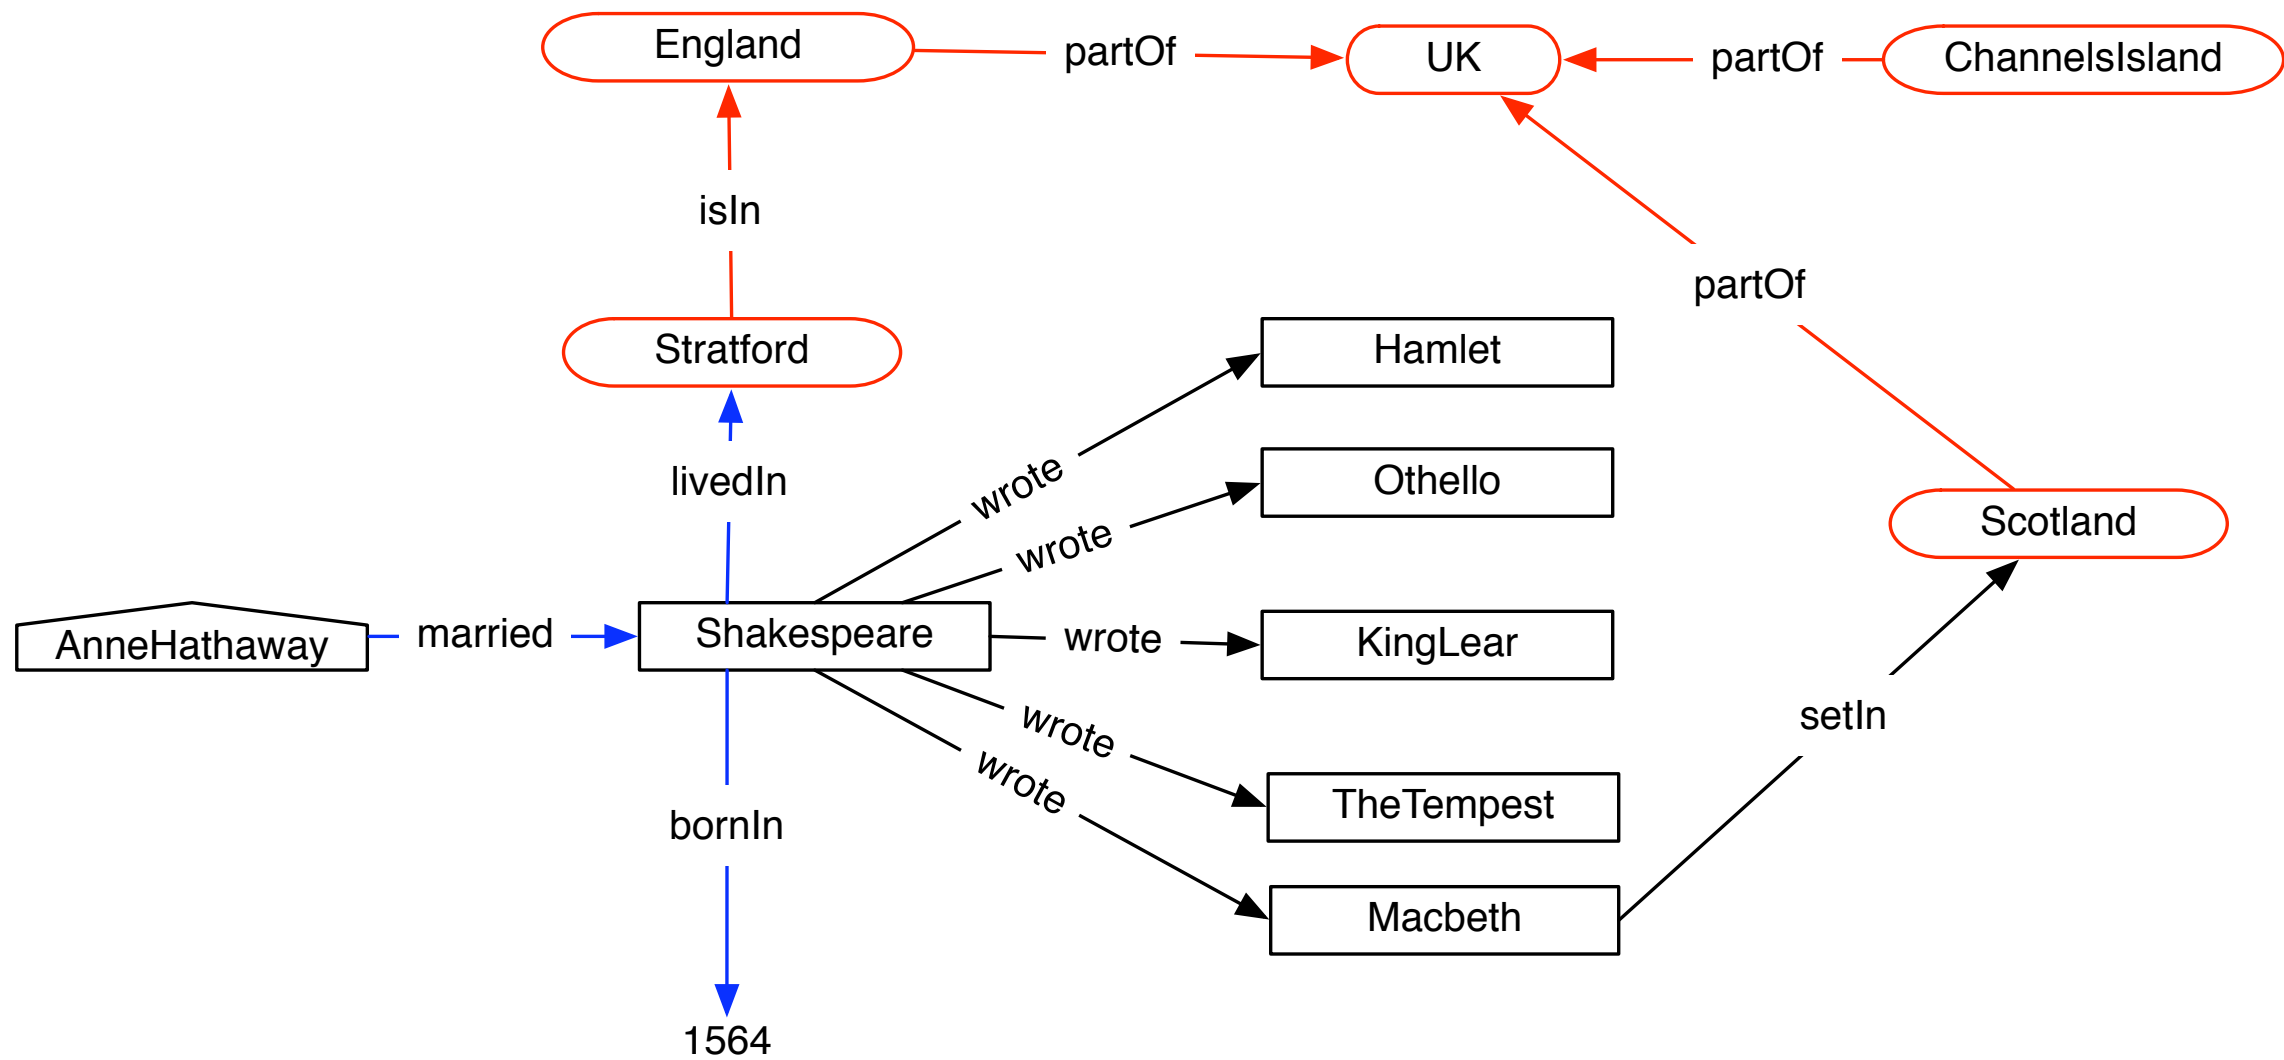 England
partOf
UK
partOf
ChannelsIsland
isIn
partOf
Stratford
Hamlet
livedIn
wrote
Othello
wrote
Scotland
AnneHathaway
married
Shakespeare
wrote
KingLear
wrote
setIn
wrote
TheTempest
bornIn
Macbeth
1564